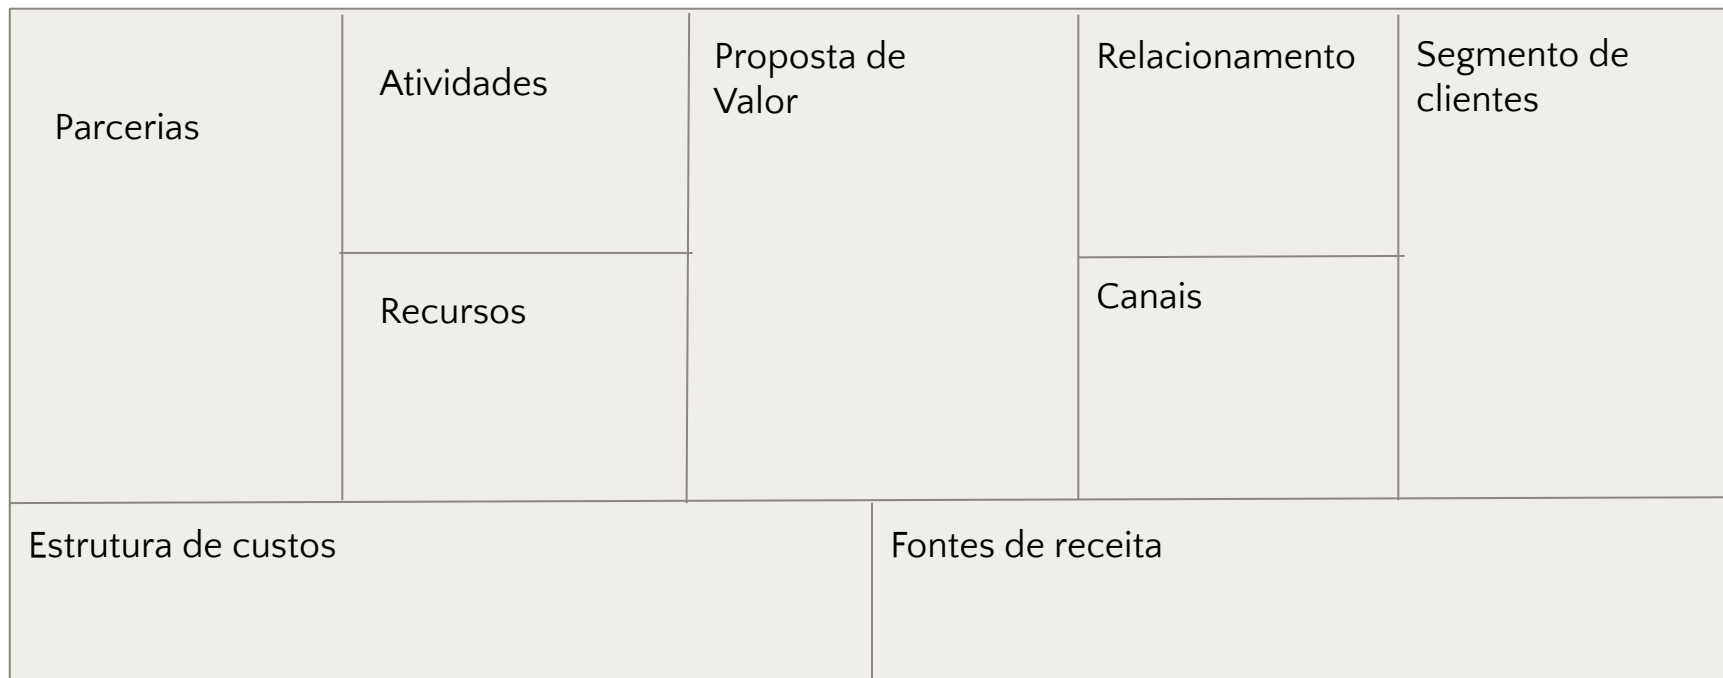 Parcerias
Atividades
Recursos
Proposta de
Valor
Relacionamento
Canais
Segmento de
clientes
Estrutura de custos
Fontes de receita